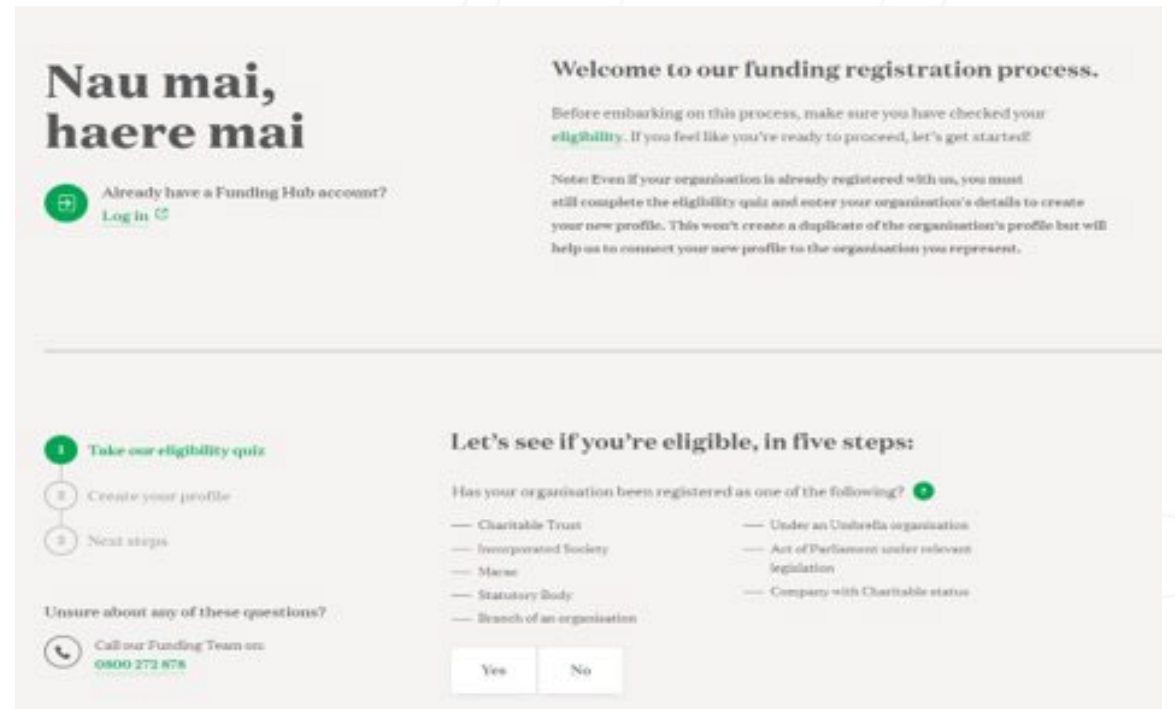 Nau mai,
haere mai
Already have a Funding Hub account?
Log in
Welcome to our funding registration process.
Before embarking on this process, make sure you have checked your
eligibility. If you feel like you're ready to proceed, let's get started!
Note: Even if your organisation is already registered with us, you must
still complete the eligibility quiz and enter your organisation's details to create
your new profile. This won't create a duplicate of the organisation's profile but will
help us to connect your new profile to the organisation you represent.
1 Take our eligibility quiz
2 Create your profile
3 Next steps
Unsure about any of these questions?
Call our Funding Team on:
0800 272 878
Let's see if you're eligible, in five steps:
Has your organisation been registered as one of the following? ?
— Charitable Trust
— Incorporated Society
— Marae
— Statutory Body
— Branch of an organisation
— Under an Umbrella organisation
— Act of Parliament under relevant
legislation
— Company with Charitable status
Yes
No